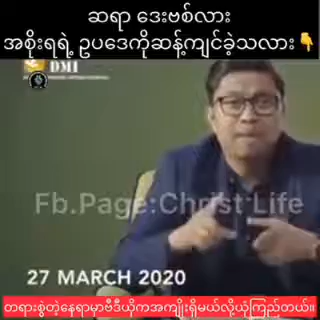 ဆရာ ဒေးဗစ်လား
အစိုးရရဲ့ ဥပဒေကိုဆန့်ကျင်ခဲ့သလား👇
DMI
Fb.Page:Christ Life
27 MARCH 2020
တရားစွဲတဲ့နေရာမှာဗီဒီယိုကအကျိုးရှိမယ်လို့ယုံကြည်တယ်။